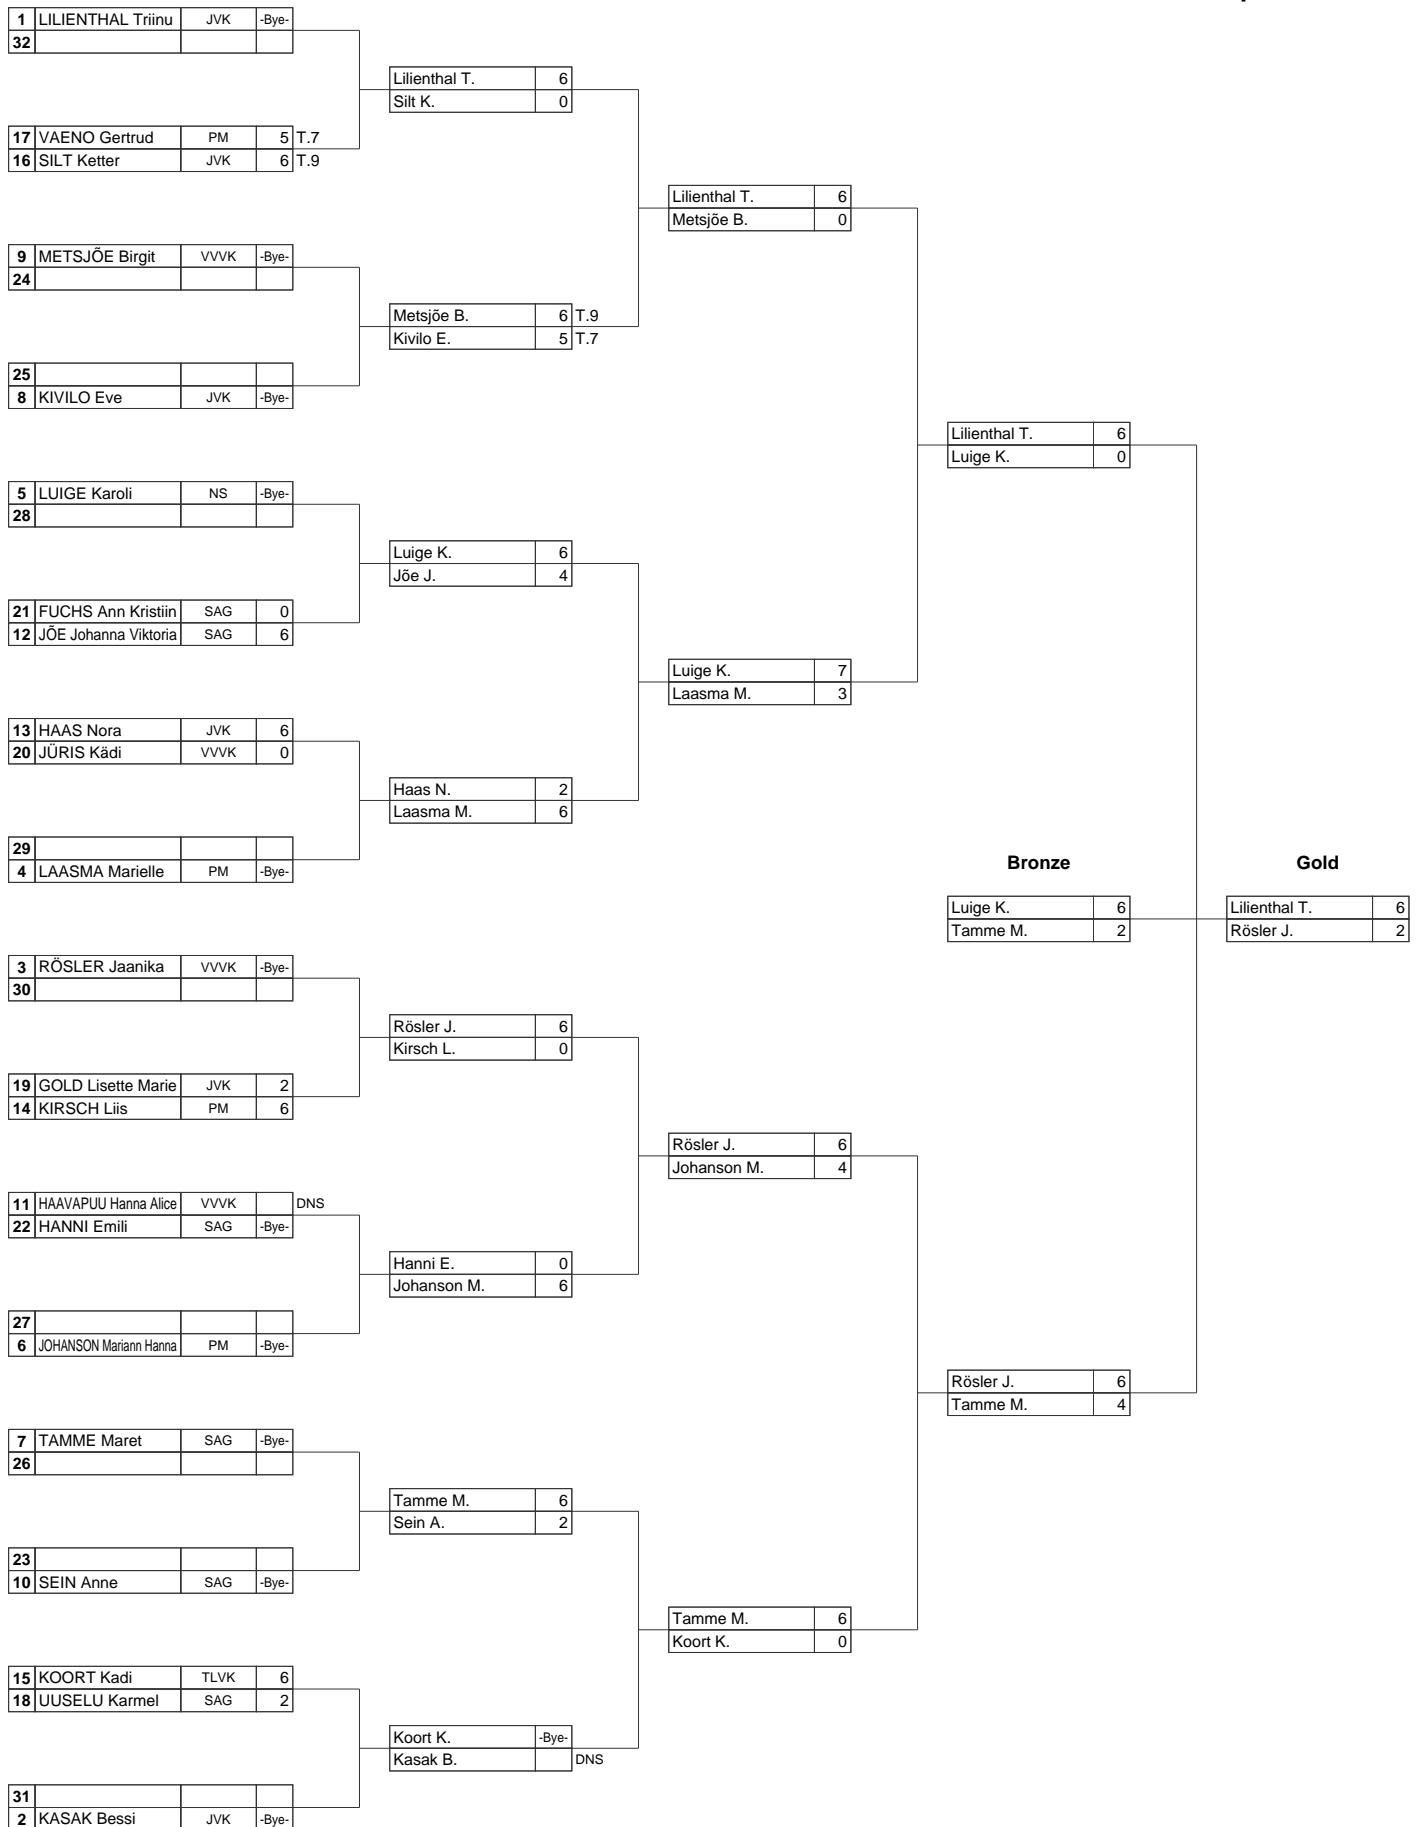 1 LILIENTHAL Triinu JVK -Bye-
32
Lilienthal T. 6
Silt K. 0
17 VAENO Gertrud PM 5 T.7
16 SILT Ketter JVK 6 T.9
Lilienthal T. 6
Metsjõe B. 0
9 METSJÕE Birgit VVVK -Bye-
24
Metsjõe B. 6 T.9
Kivilo E. 5 T.7
25
8 KIVILO Eve JVK -Bye-
Lilienthal T. 6
Luige K. 0
5 LUIGE Karoli NS -Bye-
28
Luige K. 6
Jõe J. 4
21 FUCHS Ann Kristiin SAG 0
12 JÕE Johanna Viktoria SAG 6
Luige K. 7
Laasma M. 3
13 HAAS Nora JVK 6
20 JÜRIS Kädi VVVK 0
Haas N. 2
Laasma M. 6
29
4 LAASMA Marielle PM -Bye-
Bronze Gold
Luige K. 6 Lilienthal T. 6
Tamme M. 2 Rösler J. 2
3 RÖSLER Jaanika VVVK -Bye-
30
Rösler J. 6
Kirsch L. 0
19 GOLD Lisette Marie JVK 2
14 KIRSCH Liis PM 6
Rösler J. 6
Johanson M. 4
11 HAAVAPUU Hanna Alice VVVK DNS
22 HANNI Emili SAG -Bye-
Hanni E. 0
Johanson M. 6
27
6 JOHANSON Mariann Hanna PM -Bye-
Rösler J. 6
Tamme M. 4
7 TAMME Maret SAG -Bye-
26
Tamme M. 6
Sein A. 2
23
10 SEIN Anne SAG -Bye-
Tamme M. 6
Koort K. 0
15 KOORT Kadi TLVK 6
18 UUSELU Karmel SAG 2
Koort K. -Bye-
Kasak B. DNS
31
2 KASAK Bessi JVK -Bye-